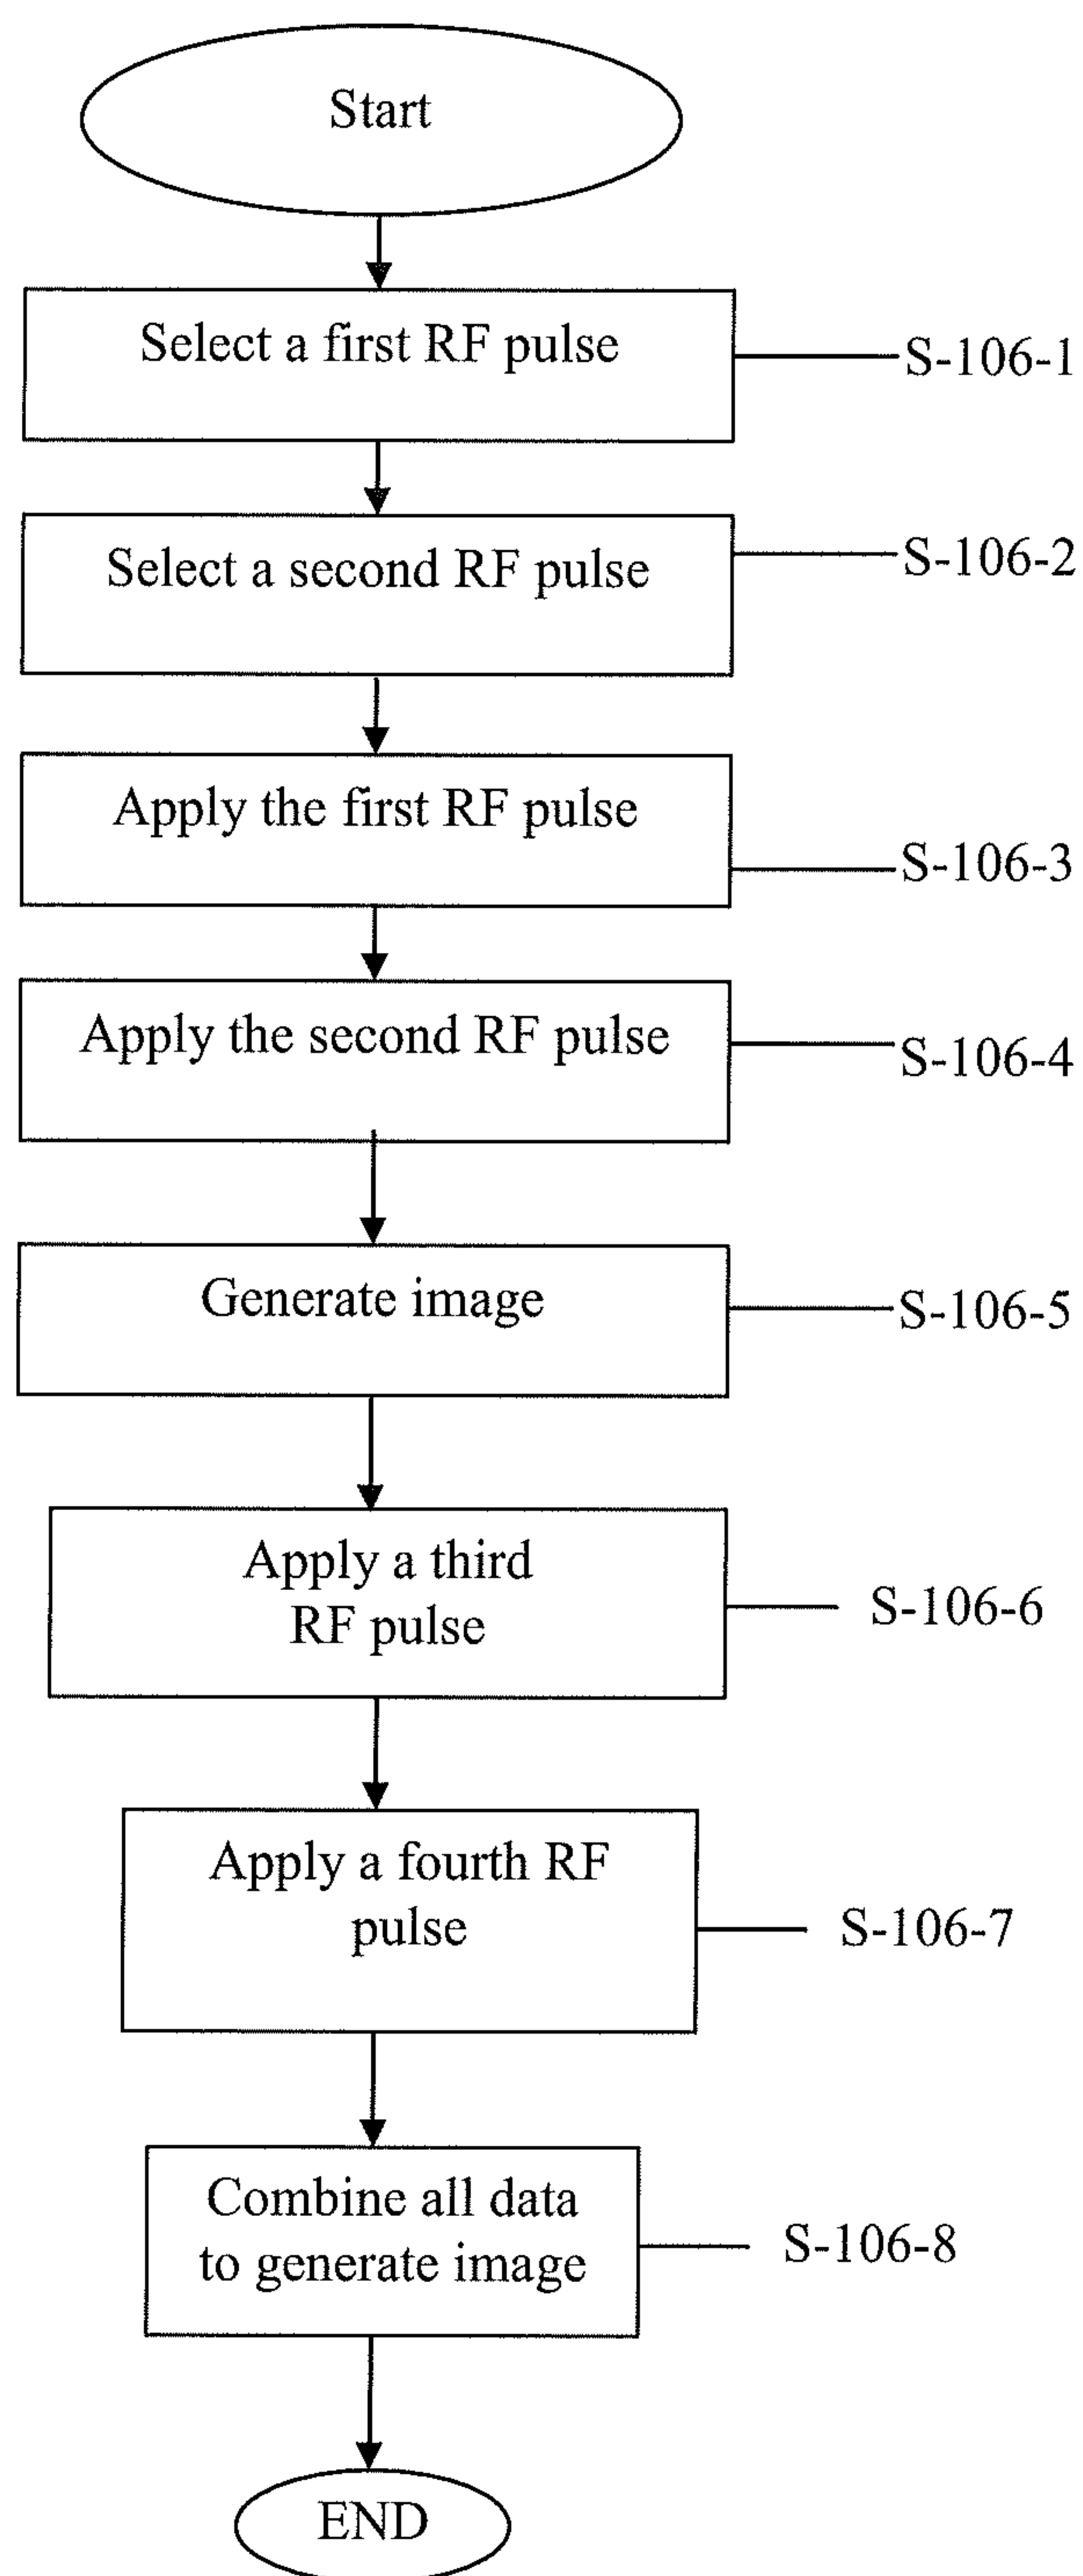 Start
Select a first RF pulse
S-106-1
Select a second RF pulse
S-106-2
Apply the first RF pulse
S-106-3
Apply the second RF pulse
S-106-4
Generate image
S-106-5
Apply a third
RF pulse
S-106-6
Apply a fourth RF
pulse
S-106-7
Combine all data
to generate image
S-106-8
END